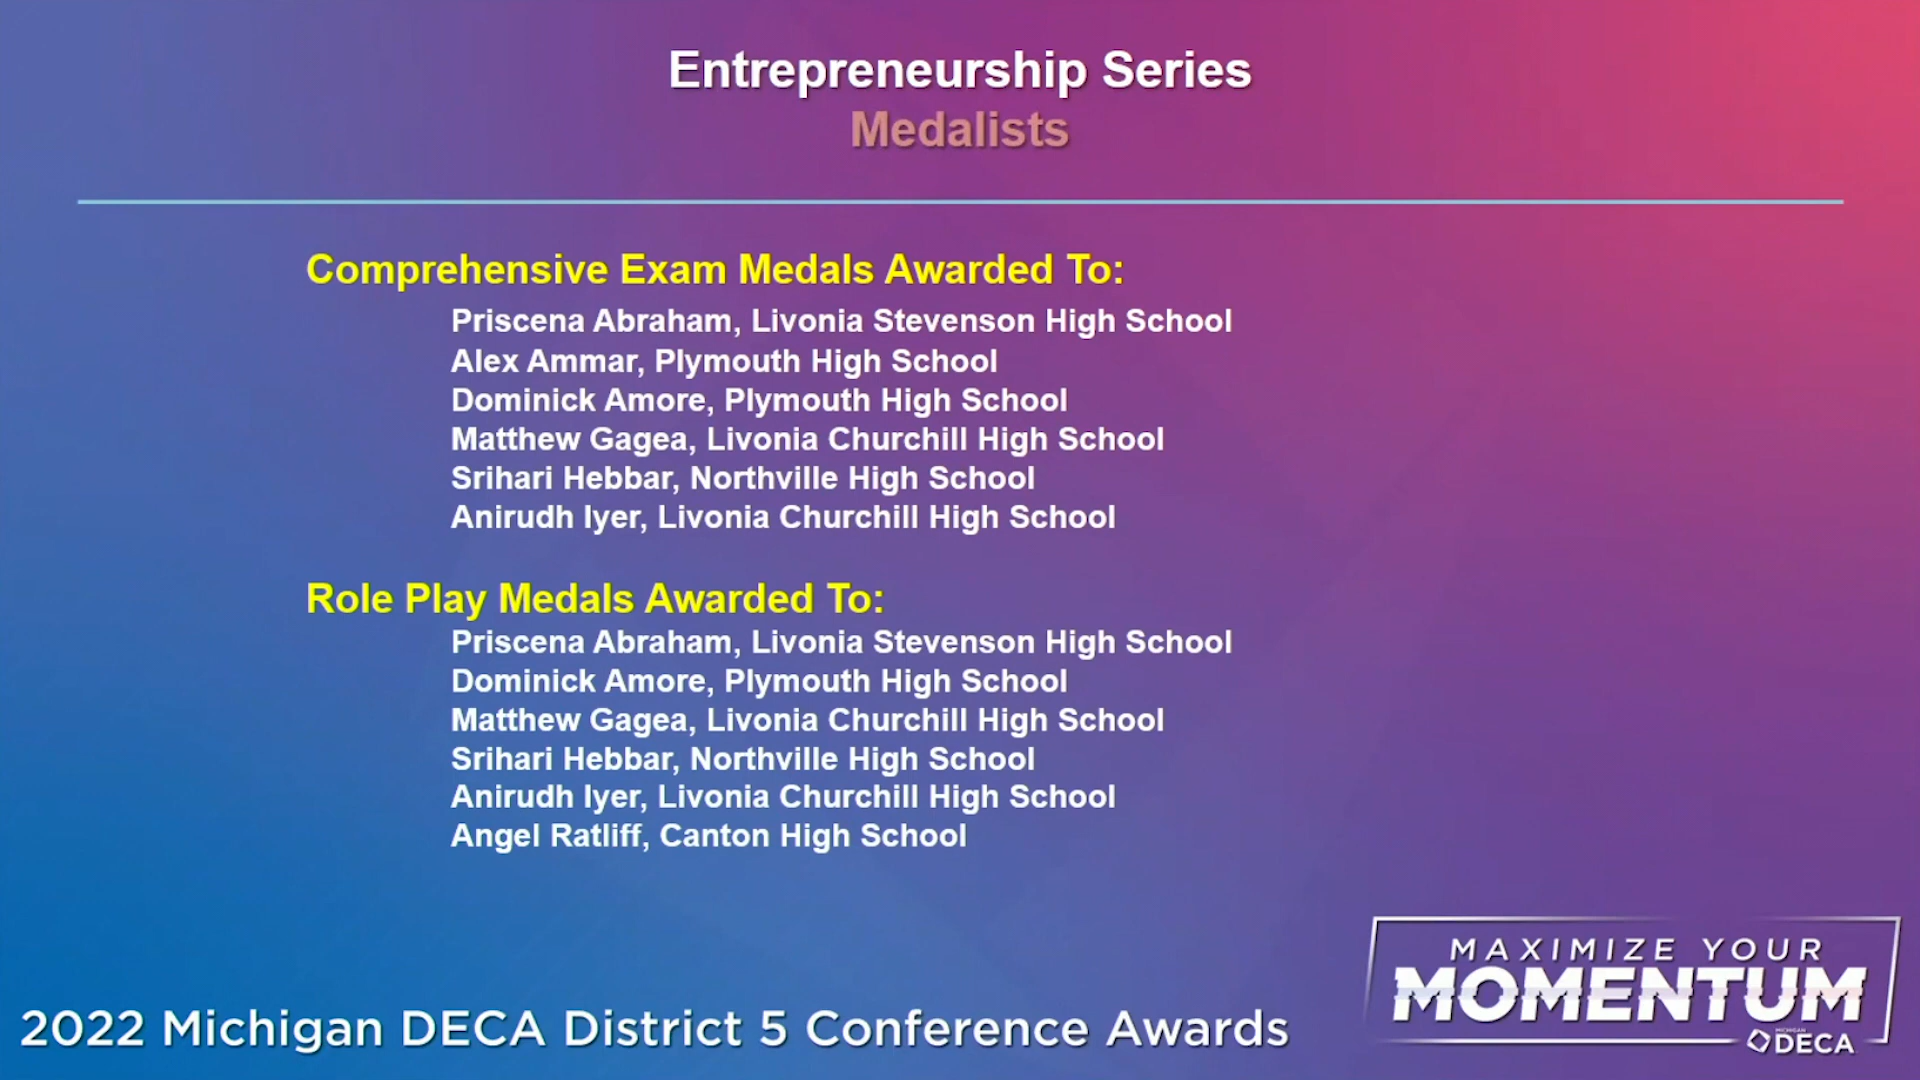 Entrepreneurship Series
Medalists
Comprehensive Exam Medals Awarded To:
Priscena Abraham, Livonia Stevenson High School
Alex Ammar, Plymouth High School
Dominick Amore, Plymouth High School
Matthew Gagea, Livonia Churchill High School
Srihari Hebbar, Northville High School
Anirudh Iyer, Livonia Churchill High School
Role Play Medals Awarded To:
Priscena Abraham, Livonia Stevenson High School
Dominick Amore, Plymouth High School
Matthew Gagea, Livonia Churchill High School
Srihari Hebbar, Northville High School
Anirudh Iyer, Livonia Churchill High School
Angel Ratliff, Canton High School
MAXIMIZE YOUR
MOMENTUM
MICHIGAN
DECA
2022 Michigan DECA District 5 Conference Awards